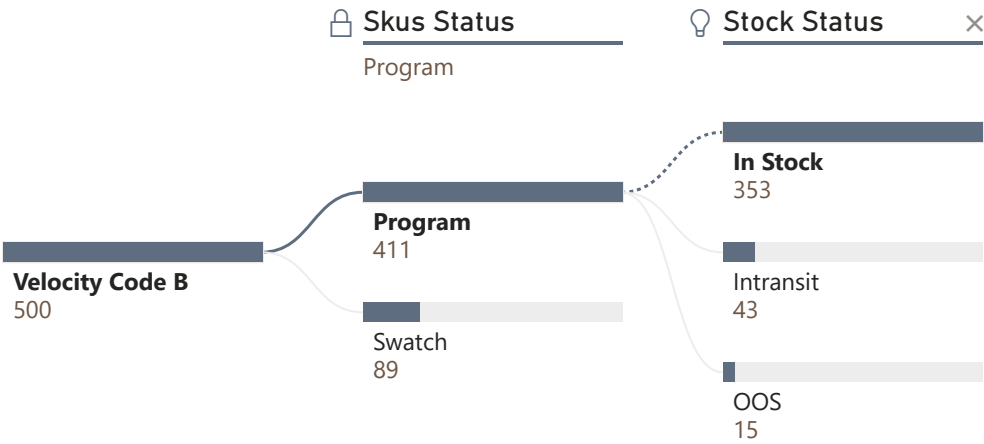 Skus Status
Program
Stock Status
Velocity Code B
500
Program
411
Swatch
89
In Stock
353
Intransit
43
OOS
15